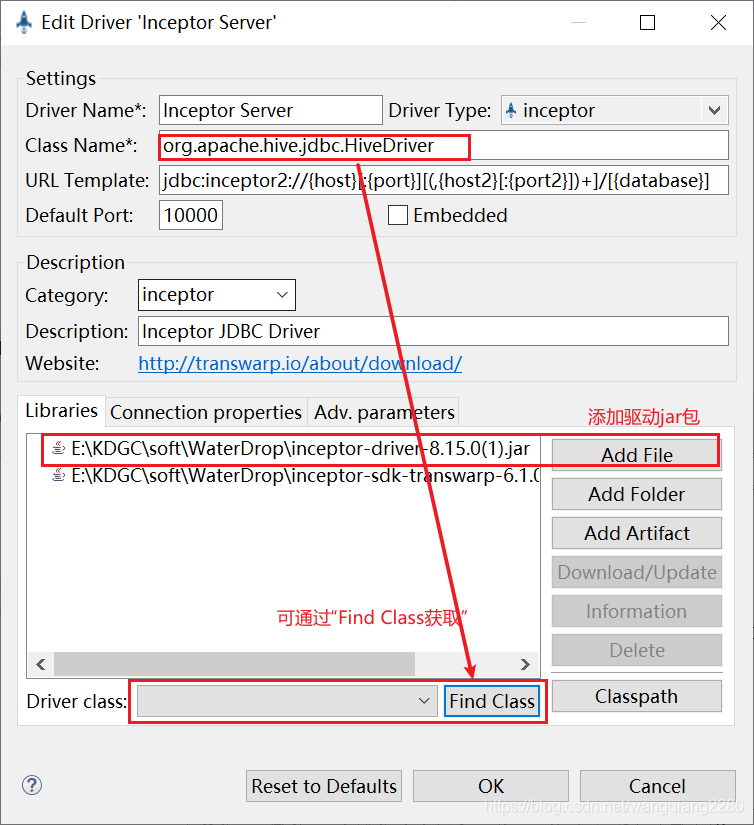 Edit Driver 'Inceptor Server'
Settings
Driver Name*: Inceptor Server Driver Type: inceptor
Class Name*: org.apache.hive.jdbc.HiveDriver
URL Template: jdbc:inceptor2://{host}[:{port}][(,{host2}[:{port2}])+]/[{database}]
Default Port: 10000 Embedded
Description
Category: inceptor
Description: Inceptor JDBC Driver
Website: http://transwarp.io/about/download/
Libraries Connection properties Adv. parameters
添加驱动jar包
E:\KDGC\soft\WaterDrop\inceptor-driver-8.15.0(1).jar Add File
E:\KDGC\soft\WaterDrop\inceptor-sdk-transwarp-6.1.0
Add Folder
Add Artifact
Download/Update
可通过“Find Class获取” Information
Delete
Driver class: Find Class Classpath
Reset to Defaults OK Cancel
https://blog.csdn.net/wangqiang2280